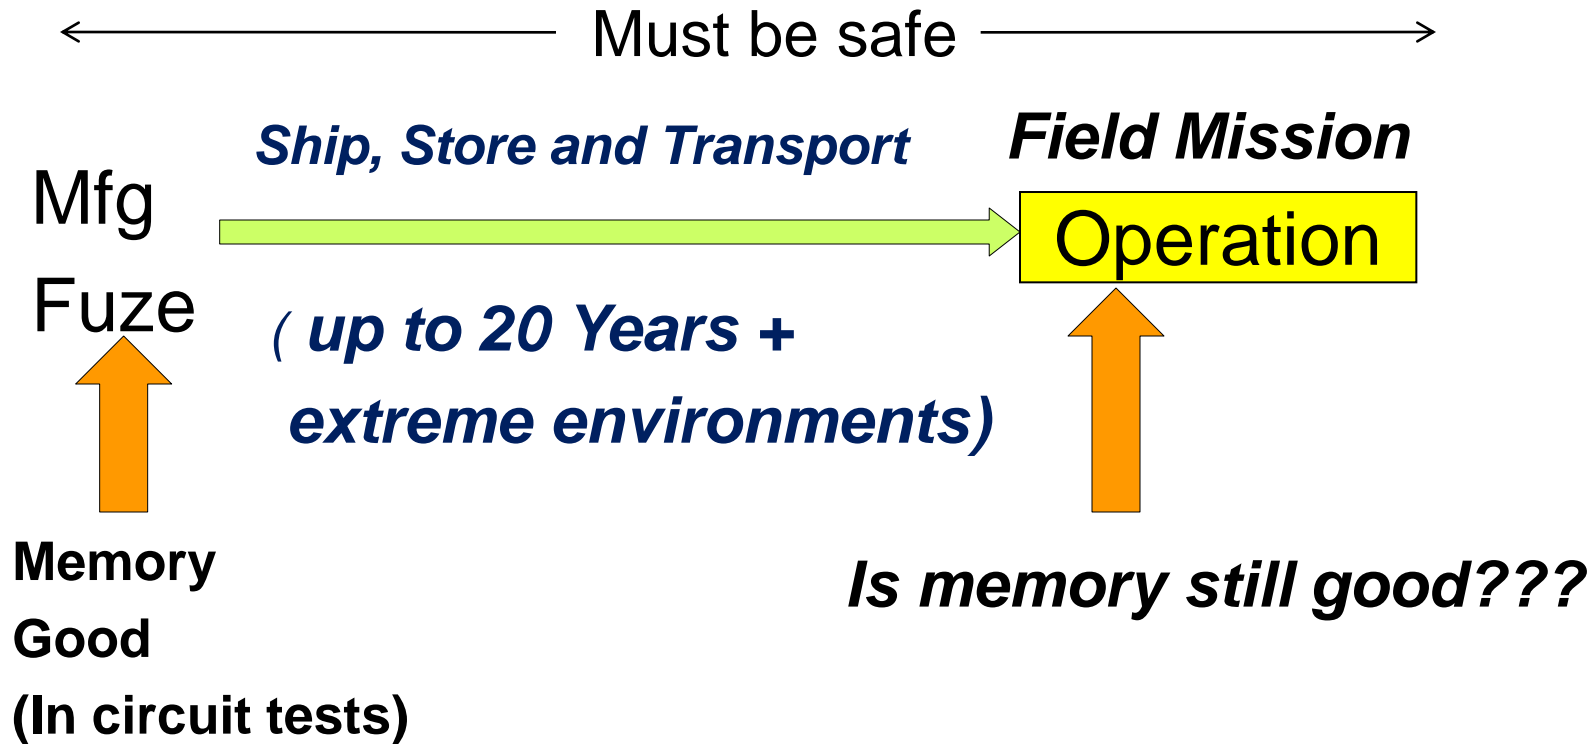 Must be safe
Ship, Store and Transport
Field Mission
Mfg
Fuze
Operation
( up to 20 Years +
extreme environments)
Memory
Good
(In circuit tests)
Is memory still good???